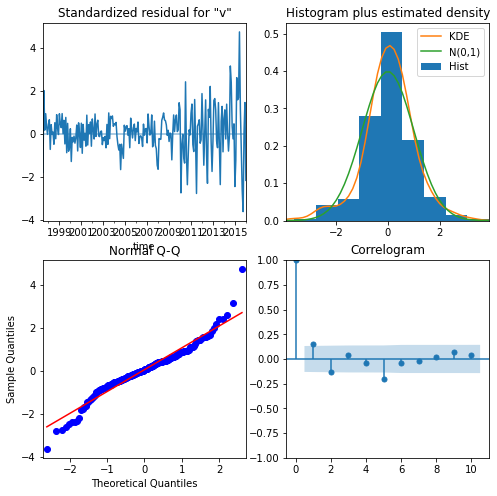 Standardized residual for "v"
4
2
0
−2
−4
1999 2001 2003 2005 2007 2009 2011 2013 2015
time
Histogram plus estimated density
0.5
0.4
0.3
0.2
0.1
0.0
−2 0 2
KDE
N(0,1)
Hist
Normal Q-Q
Sample Quantiles
4
2
0
−2
−4
−2 −1 0 1 2
Theoretical Quantiles
Correlogram
1.00
0.75
0.50
0.25
0.00
−0.25
−0.50
−0.75
−1.00
0 2 4 6 8 10